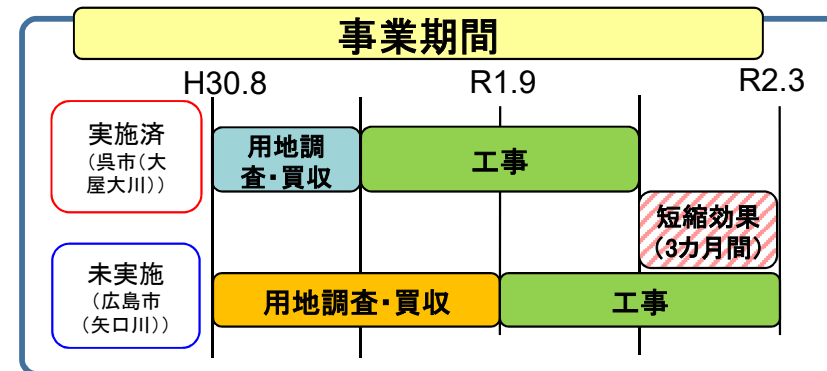 事業期間
H30.8
R1.9
R2.3
実施済
（呉市（大
屋大川））
用地調
査・買収
工事
短縮効果
（3カ月間）
未実施
（広島市
（矢口川））
用地調査・買収
工事